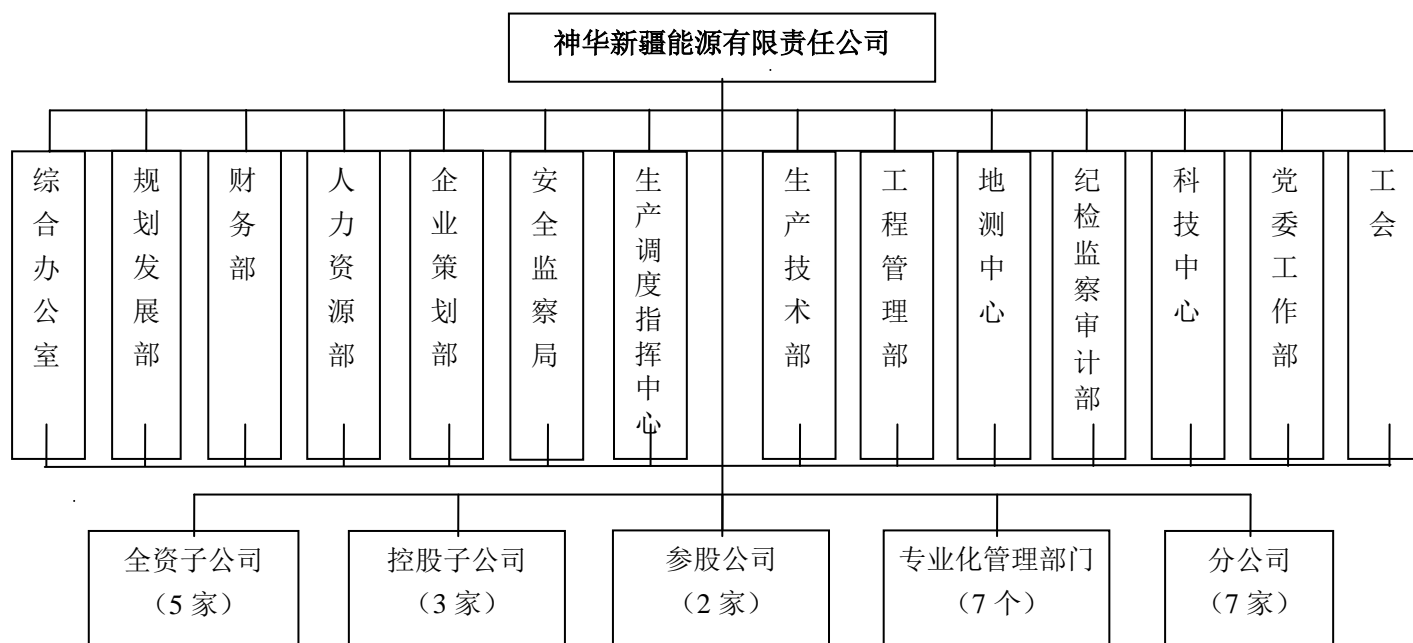 神华新疆能源有限责任公司
综合办公室
规划发展部
财务部
人力资源部
企业策划部
安全监察局
生产调度指挥中心
生产技术部
工程管理部
地测中心
纪检监察审计部
科技中心
党委工作部
工会
全资子公司
（5 家）
控股子公司
（3 家）
参股公司
（2 家）
专业化管理部门
（7 个）
分公司
（7 家）